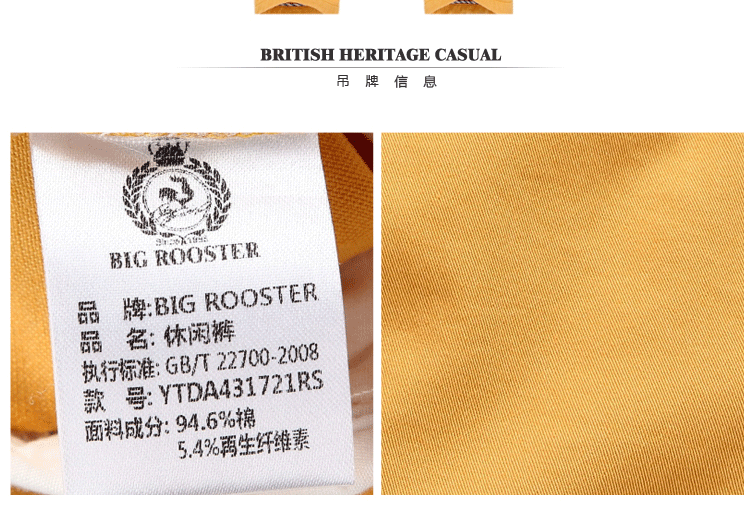 BRITISH HERITAGE CASUAL
吊牌信息
BIG ROOSTER
品 牌:BIG ROOSTER
品 名: 休闲裤
执行标准: GB/T 22700-2008
款 号: YTDA431721RS
面料成分: 94.6%棉
5.4%再生纤维素